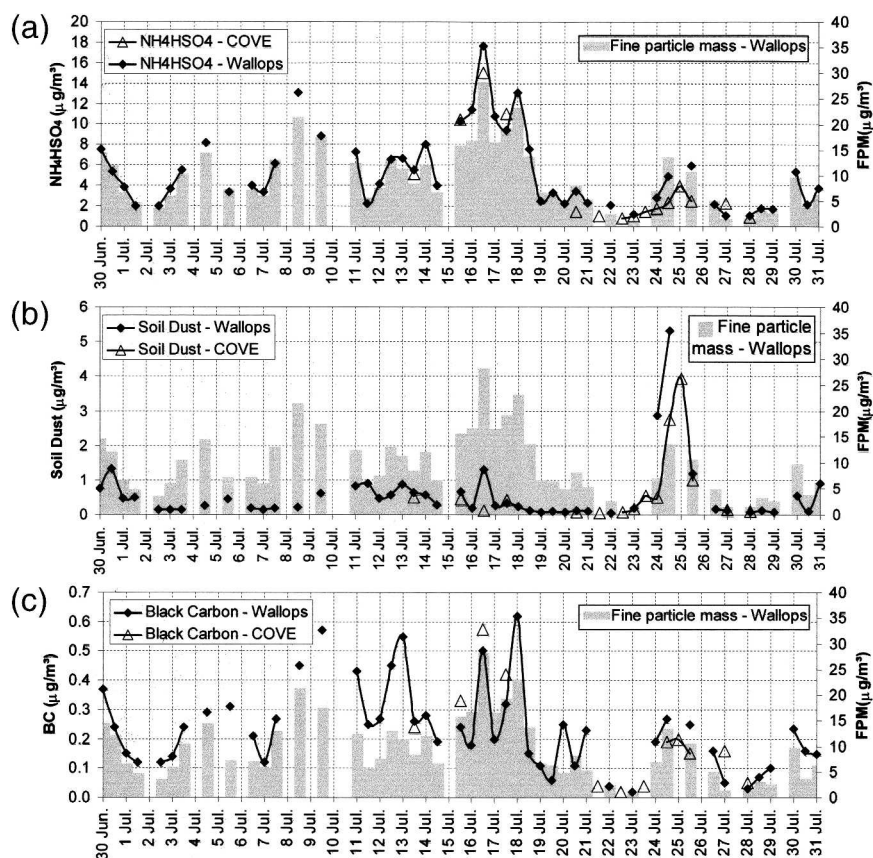 (a)
20
18
16
14
12
10
8
6
4
2
0
NH4HSO4 (µg/m³)
NH4HSO4 - COVE
NH4HSO4 - Wallops
Fine particle mass - Wallops
40
35
30
25
20
15
10
5
0
FPM(µg/m³)
30 Jun.
1 Jul.
2 Jul.
3 Jul.
4 Jul.
5 Jul.
6 Jul.
7 Jul.
8 Jul.
9 Jul.
10 Jul.
11 Jul.
12 Jul.
13 Jul.
14 Jul.
15 Jul.
16 Jul.
17 Jul.
18 Jul.
19 Jul.
20 Jul.
21 Jul.
22 Jul.
23 Jul.
24 Jul.
25 Jul.
26 Jul.
27 Jul.
28 Jul.
29 Jul.
30 Jul.
31 Jul.
(b)
6
5
4
3
2
1
0
Soil Dust (µg/m³)
Soil Dust - Wallops
Soil Dust - COVE
Fine particle
mass - Wallops
40
35
30
25
20
15
10
5
0
FPM(µg/m³)
30 Jun.
1 Jul.
2 Jul.
3 Jul.
4 Jul.
5 Jul.
6 Jul.
7 Jul.
8 Jul.
9 Jul.
10 Jul.
11 Jul.
12 Jul.
13 Jul.
14 Jul.
15 Jul.
16 Jul.
17 Jul.
18 Jul.
19 Jul.
20 Jul.
21 Jul.
22 Jul.
23 Jul.
24 Jul.
25 Jul.
26 Jul.
27 Jul.
28 Jul.
29 Jul.
30 Jul.
31 Jul.
(c)
0.7
0.6
0.5
0.4
0.3
0.2
0.1
0.0
BC (µg/m³)
Black Carbon - Wallops
Black Carbon - COVE
Fine particle mass - Wallops
40
35
30
25
20
15
10
5
0
FPM(µg/m³)
30 Jun.
1 Jul.
2 Jul.
3 Jul.
4 Jul.
5 Jul.
6 Jul.
7 Jul.
8 Jul.
9 Jul.
10 Jul.
11 Jul.
12 Jul.
13 Jul.
14 Jul.
15 Jul.
16 Jul.
17 Jul.
18 Jul.
19 Jul.
20 Jul.
21 Jul.
22 Jul.
23 Jul.
24 Jul.
25 Jul.
26 Jul.
27 Jul.
28 Jul.
29 Jul.
30 Jul.
31 Jul.